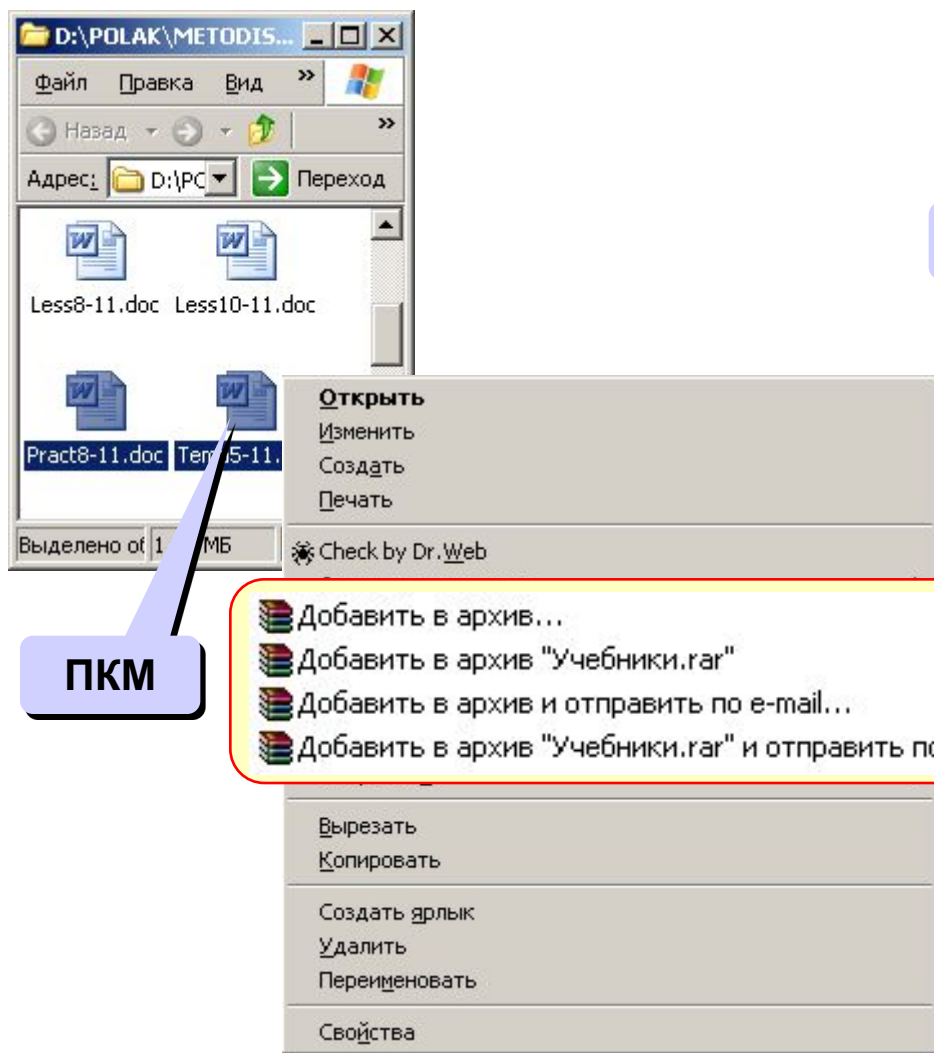 D:\POLAK\METODIS...
Файл Правка Вид »
Назад »
Адрес: D:\PC Переход
Less8-11.doc Less10-11.doc
Pract8-11.doc
Выделено МБ
Открыть
Изменить
Создать
Печать
Check by Dr.Web
ПКМ
Добавить в архив...
Добавить в архив "Учебники.rar"
Добавить в архив и отправить по e-mail...
Добавить в архив "Учебники.rar" и отправить по
Вырезать
Копировать
Создать ярлык
Удалить
Переименовать
Свойства